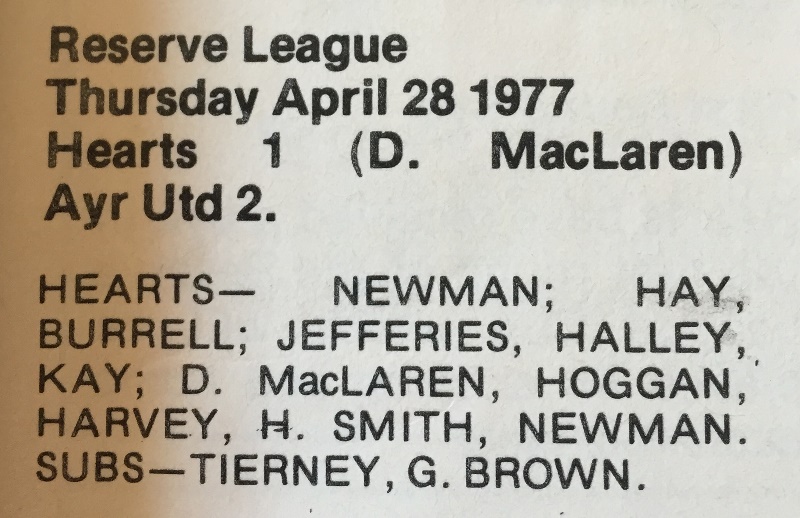 Reserve League
Thursday April 28 1977
Hearts 1 (D. MacLaren)
Ayr Utd 2.
HEARTS— NEWMAN; HAY,
BURRELL; JEFFERIES, HALLEY,
KAY; D. MacLAREN, HOGGAN,
HARVEY, H. SMITH, NEWMAN.
SUBS—TIERNEY, G. BROWN.